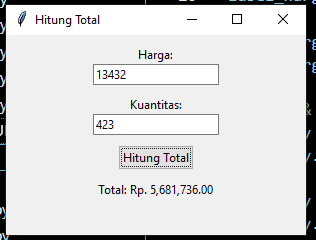 Hitung Total
Harga:
13432
Kuantitas:
423
Hitung Total
Total: Rp. 5,681,736.00